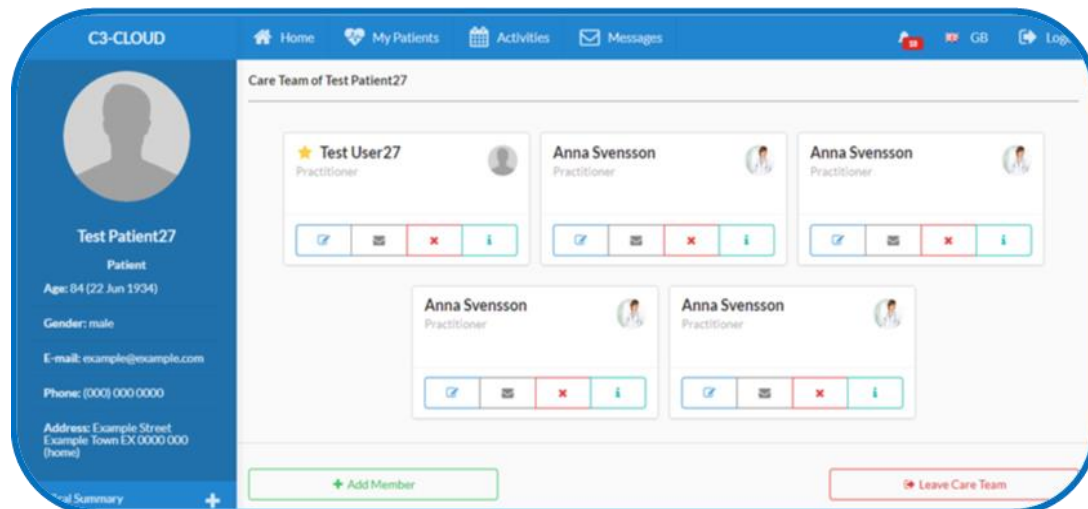 C3-CLOUD
Home My Patients Activities Messages GB
Care Team of Test Patient27
Test Patient27
Patient
Age: 84 (22 Jun 1934)
Gender: male
E-mail: example@example.com
Phone: (000) 000 0000
Address: Example Street
Example Town EX 0000 000
(home)
Summary
Test User27
Practitioner
Anna Svensson
Practitioner
Anna Svensson
Practitioner
Anna Svensson
Practitioner
Anna Svensson
Practitioner
Add Member
Leave Care Team